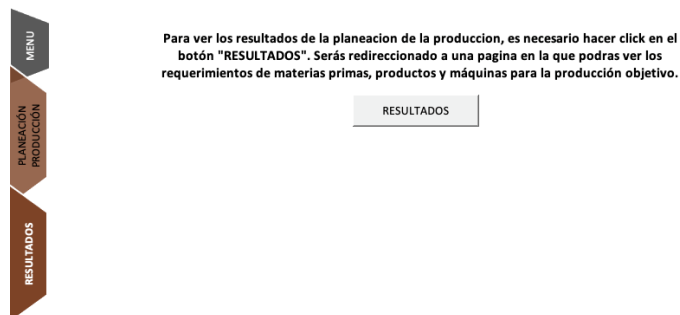 MENU
PLANEACIÓN
PRODUCCIÓN
RESULTADOS
Para ver los resultados de la planeacion de la produccion, es necesario hacer click en el
botón "RESULTADOS". Serás redireccionado a una pagina en la que podras ver los
requerimientos de materias primas, productos y máquinas para la producción objetivo.
RESULTADOS